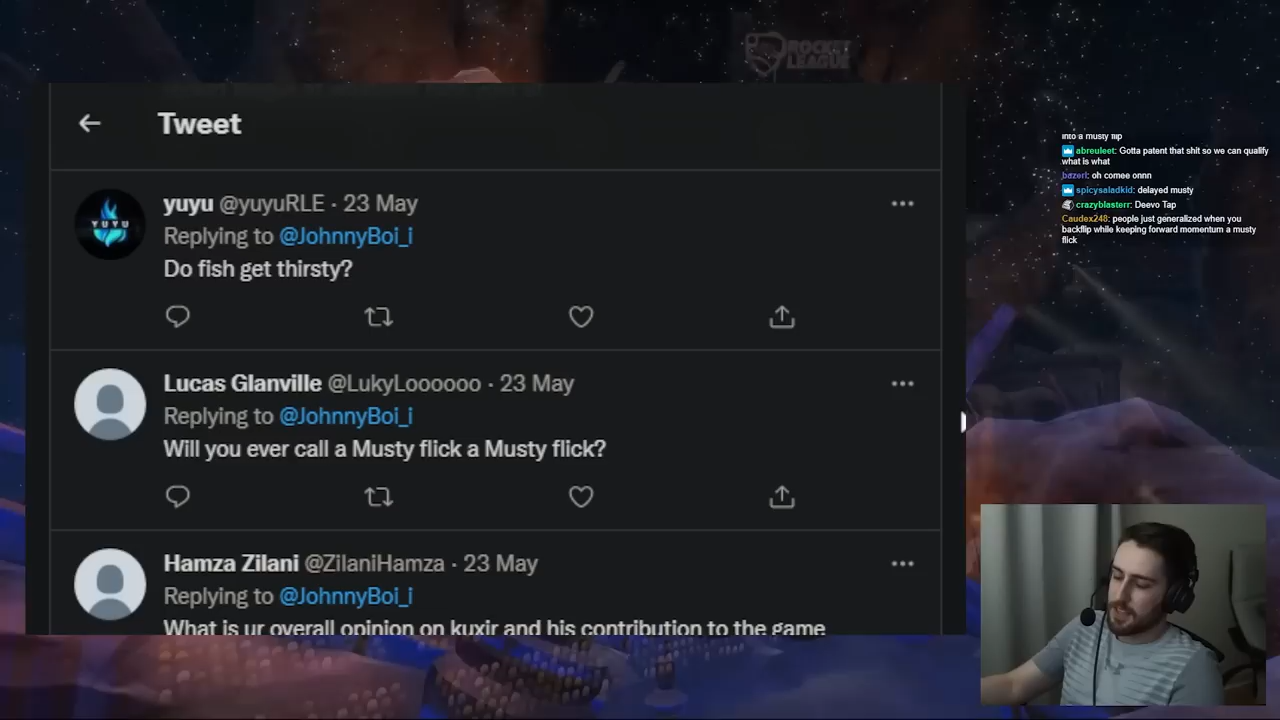 ROCKET
LEAGUE
Tweet
yuyu @yuyuRLE · 23 May
Replying to @JohnnyBoi_i
Do fish get thirsty?
Lucas Glanville @LukyLoooooo · 23 May
Replying to @JohnnyBoi_i
Will you ever call a Musty flick a Musty flick?
Hamza Zilani @ZilaniHamza · 23 May
Replying to @JohnnyBoi_i
What is ur overall opinion on kuxir and his contribution to the game
YUYU
into a musty flip
abreuleet: Gotta patent that shit so we can qualify
what is what
bazerl: oh comee onnn
spicysaladkid: delayed musty
crazyblasterr: Deevo Tap
Caudex248: people just generalized when you
backflip while keeping forward momentum a musty
flick